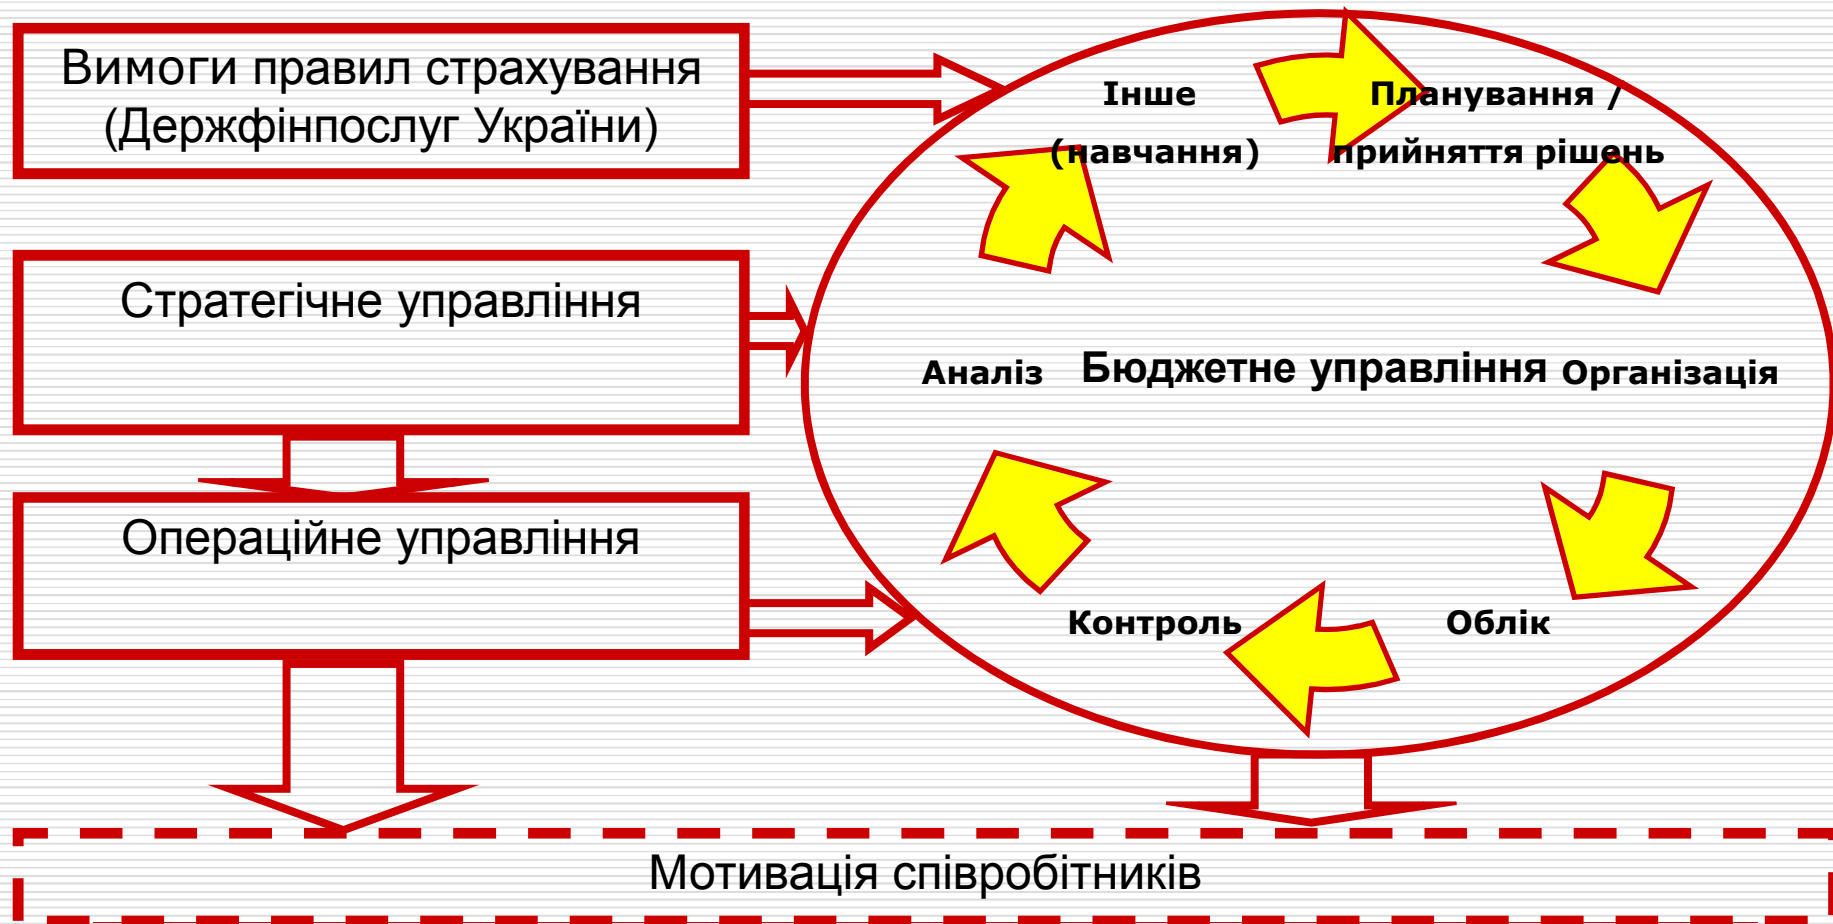 Вимоги правил страхування
(Держфінпослуг України)
Інше
(навчання)
Планування /
прийняття рішень
Стратегічне управління
Аналіз
Бюджетне управління
Організація
Операційне управління
Контроль
Облік
Мотивація співробітників